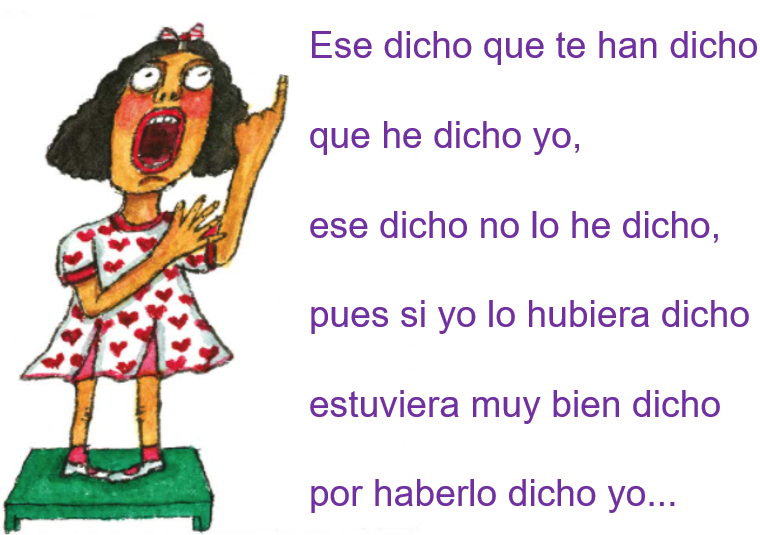 Ese dicho que te han dicho
que he dicho yo,
ese dicho no lo he dicho,
pues si yo lo hubiera dicho
estuviera muy bien dicho
por haberlo dicho yo...